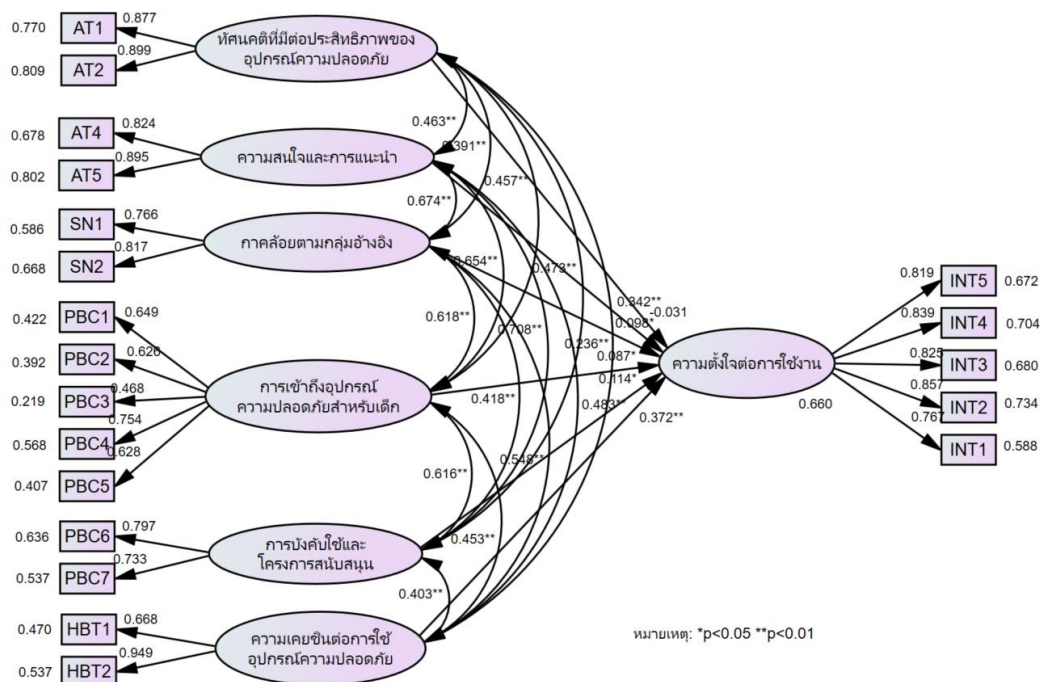 0.770
AT1
0.877
ทัศนคติที่มีต่อประสิทธิภาพของ
อุปกรณ์ความปลอดภัย
0.899
0.809
AT2
0.463**
0.391**
0.678
AT4
0.824
ความสนใจและการแนะนำ
0.895
0.802
AT5
0.457**
0.674**
0.586
SN1
0.766
กาคล้อยตามกลุ่มอ้างอิง
0.817
0.668
SN2
0.654**
0.473**
0.618**
0.708**
0.342**
-0.031
0.098*
0.236**
0.087*
0.114*
0.422
PBC1
0.649
0.392
PBC2
0.626
การเข้าถึงอุปกรณ์
ความปลอดภัยสำหรับเด็ก
0.219
PBC3
0.468
0.754
0.568
PBC4
0.628
0.407
PBC5
0.418**
0.483**
0.372**
0.616**
0.548**
0.453**
0.403**
ความตั้งใจต่อการใช้งาน
0.660
0.819
INT5
0.672
0.839
INT4
0.704
0.825
INT3
0.680
0.857
INT2
0.734
0.767
INT1
0.588
0.636
PBC6
0.797
การบังคับใช้และ
โครงการสนับสนุน
0.733
0.537
PBC7
0.470
HBT1
0.668
ความเคยชินต่อการใช้
อุปกรณ์ความปลอดภัย
0.949
0.537
HBT2
หมายเหตุ: *p<0.05 **p<0.01